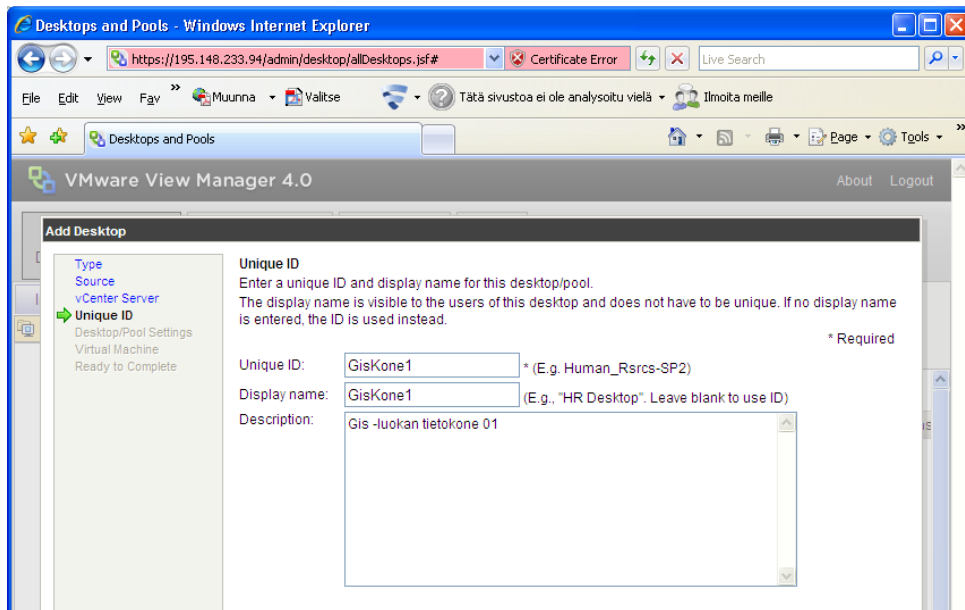 Desktops and Pools - Windows Internet Explorer
https://195.148.233.94/admin/desktop/allDesktops.jsf#
Certificate Error
Live Search
File Edit View Fav » Muunna Valitse Tätä sivustoa ei ole analysoitu vielä Ilmoita meille
Desktops and Pools
Page Tools »
VMware View Manager 4.0
About Logout
Add Desktop
Type
Source
vCenter Server
Unique ID
Desktop/Pool Settings
Virtual Machine
Ready to Complete
Unique ID
Enter a unique ID and display name for this desktop/pool.
The display name is visible to the users of this desktop and does not have to be unique. If no display name
is entered, the ID is used instead.
* Required
Unique ID: GisKone1 * (E.g. Human_Rsrcs-SP2)
Display name: GisKone1 (E.g., "HR Desktop". Leave blank to use ID)
Description: Gis -luokan tietokone 01